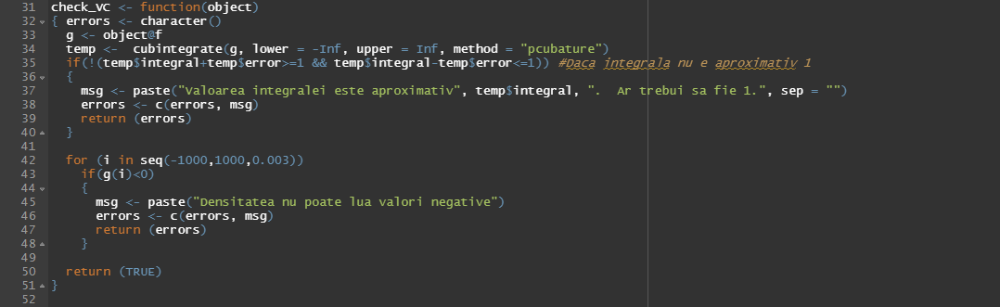 31 check_VC <- function(object)
32 { errors <- character()
33   g <- object@f
34   temp <-  cubintegrate(g, lower = -Inf, upper = Inf, method = "pcubature")
35   if(!(temp$integral+temp$error>=1 && temp$integral-temp$error<=1)) #Daca integrala nu e aproximativ 1
36   {
37     msg <- paste("Valoarea integralei este aproximativ", temp$integral, ".  Ar trebui sa fie 1.", sep = "")
38     errors <- c(errors, msg)
39     return (errors)
40   }
41
42   for (i in seq(-1000,1000,0.003))
43     if(g(i)<0)
44     {
45       msg <- paste("Densitatea nu poate lua valori negative")
46       errors <- c(errors, msg)
47       return (errors)
48     }
49
50   return (TRUE)
51 }
52